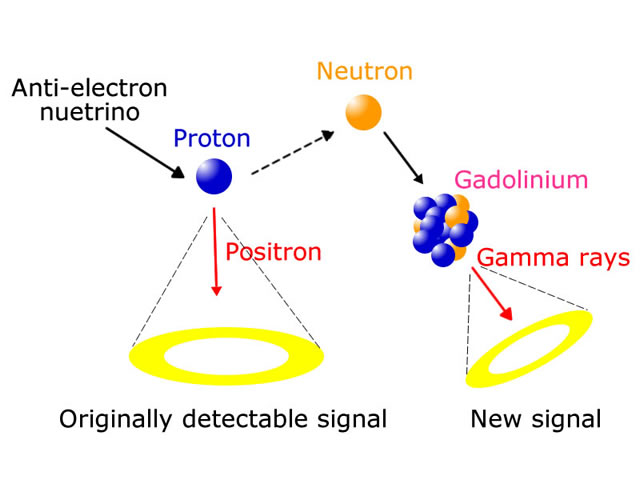 Neutron
Anti-electron
nuetrino
Proton
Gadolinium
Positron
Gamma rays
Originally detectable signal
New signal